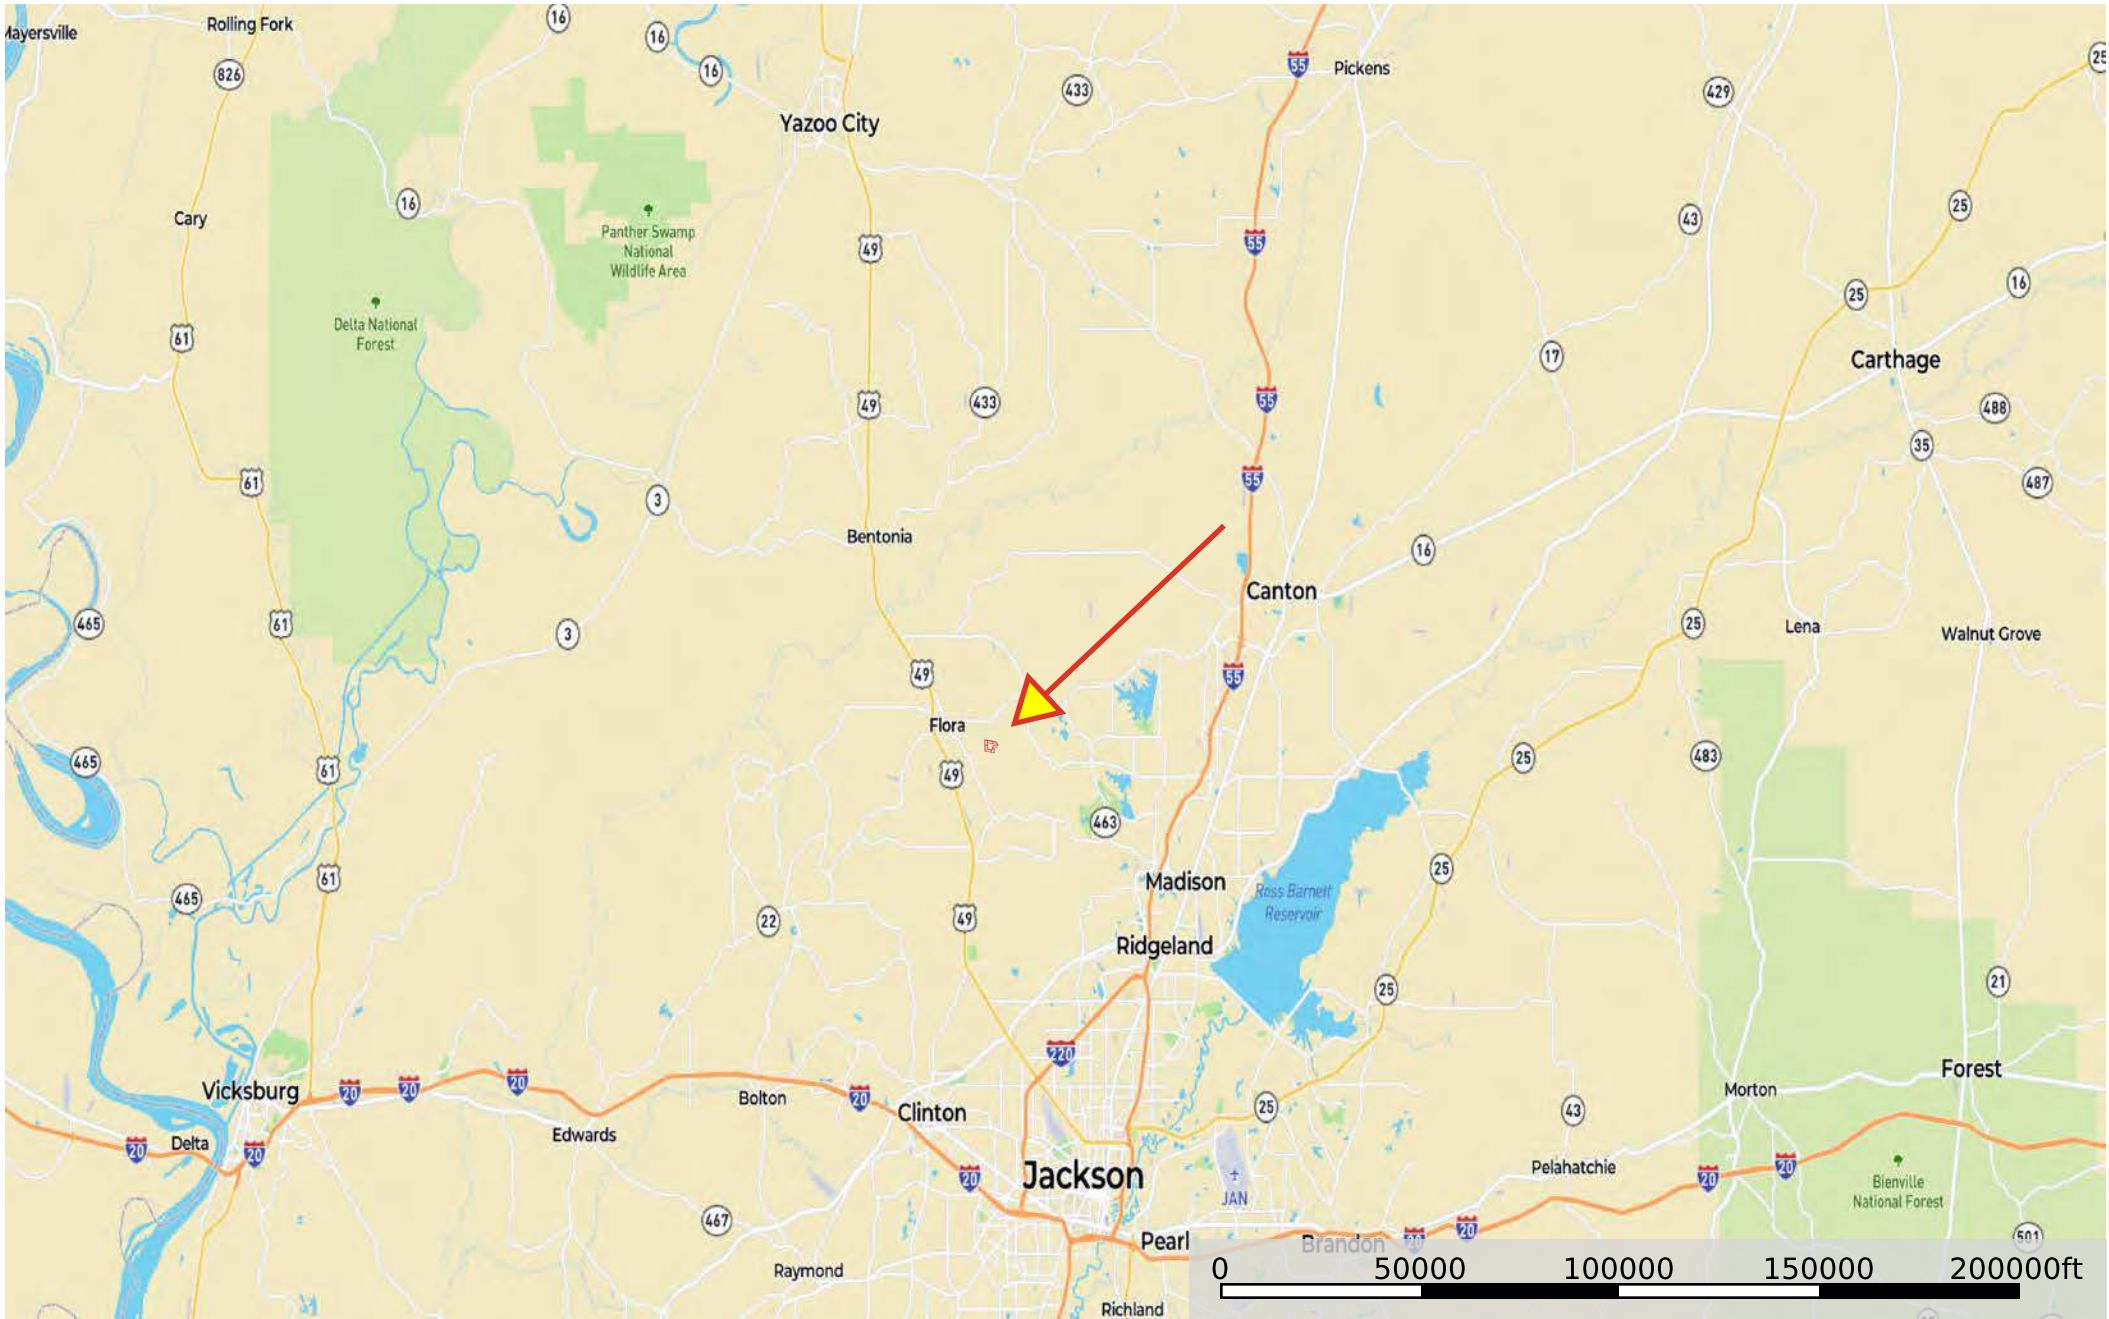 Mayersville
Rolling Fork
16
16
16
826
55
Pickens
433
429
25
Yazoo City
Cary
16
Panther Swamp
National
Wildlife Area
49
55
43
25
16
25
Delta National
Forest
61
17
Carthage
433
49
55
488
35
61
3
55
487
Bentonia
16
Canton
465
61
3
25
Lena
Walnut Grove
49
55
Flora
465
61
49
25
483
463
61
25
Madison
Ross Barnett
Reservoir
465
22
49
Ridgeland
25
21
220
Vicksburg
20
20
20
Bolton
20
Clinton
25
43
Morton
Forest
Delta
20
20
Edwards
20
Jackson
JAN
Pelahatchie
20
20
Bienville
National Forest
467
Pearl
Brandon
20
20
501
Raymond
Richland
0 50000 100000 150000 200000ft